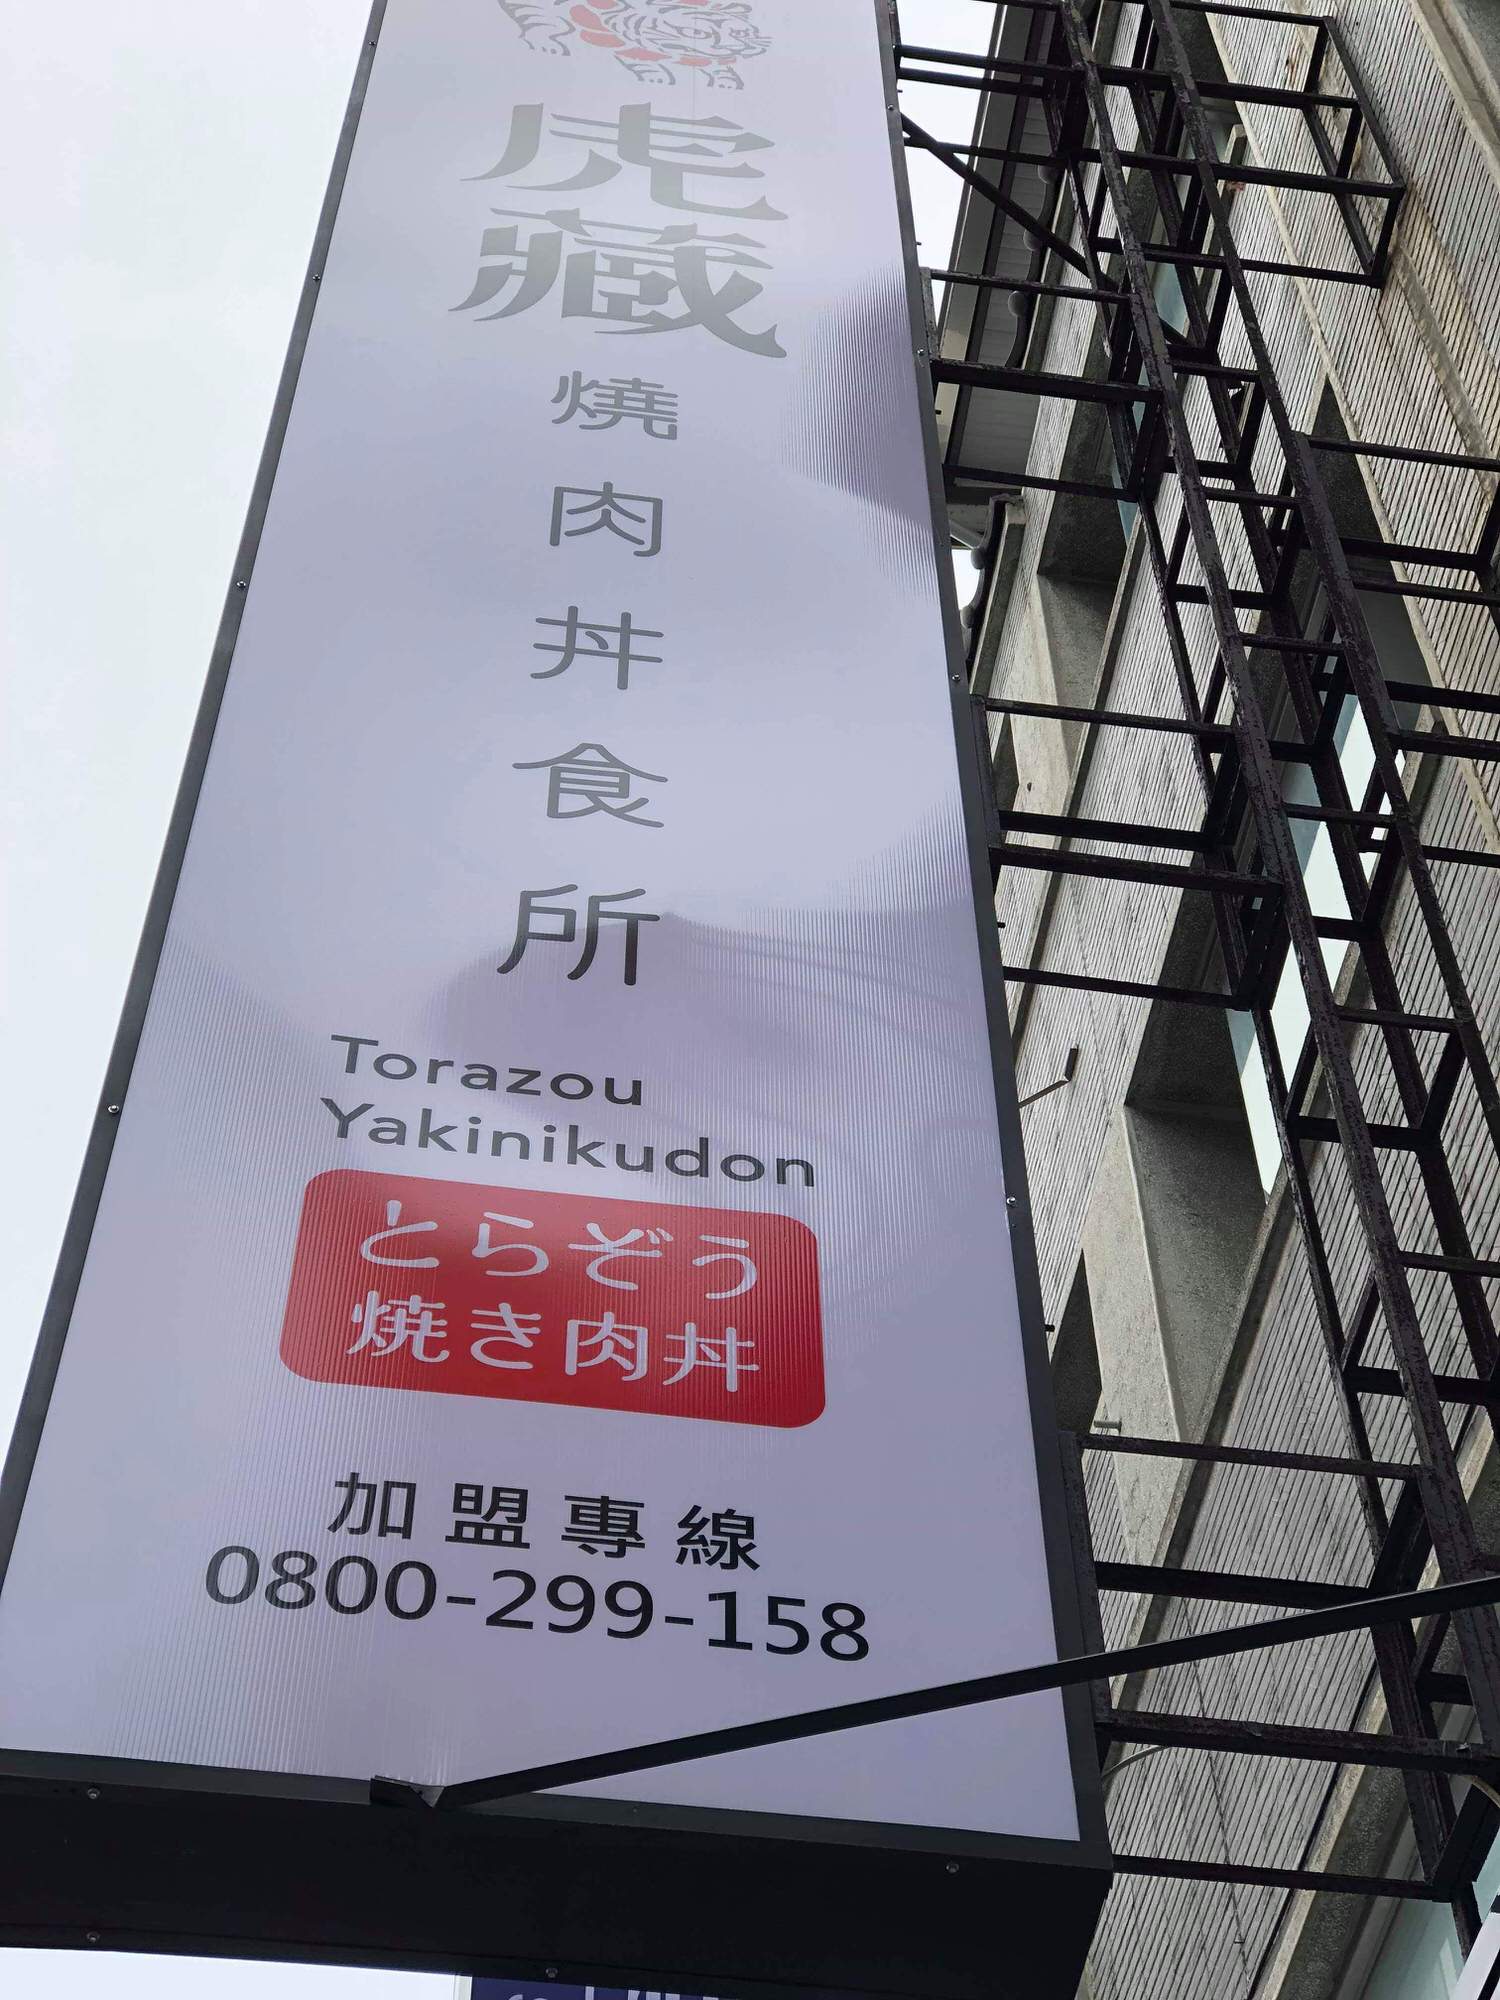 虎藏
燒肉丼食所
Torazou
Yakinikudon
とらぞう
焼き肉丼
加盟專線
0800-299-158